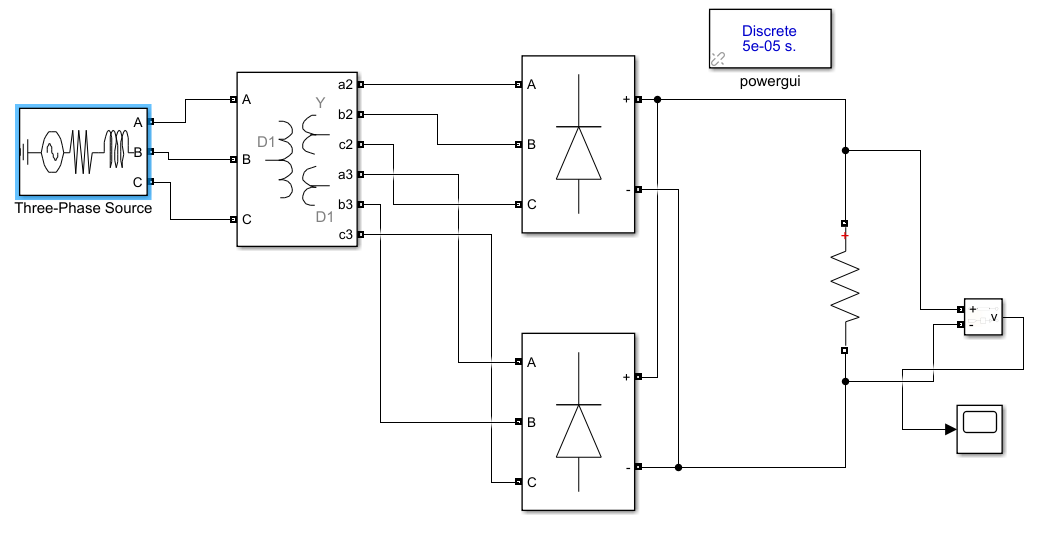 Discrete
5e-05 s.
powergui
A
B
C
Three-Phase Source
A
B
C
D1
Y
D1
a2
b2
c2
a3
b3
c3
A
B
C
+
-
A
B
C
+
-
+
+
-
v